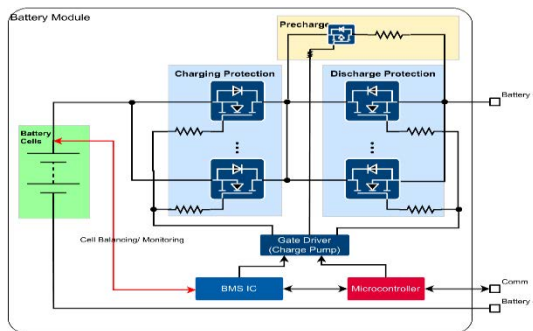 Battery Module
Precharge
Charging Protection
Discharge Protection
Battery
Battery
Cells
Cell Balancing/ Monitoring
Gate Driver
(Charge Pump)
BMS IC
Microcontroller
Comm
Battery